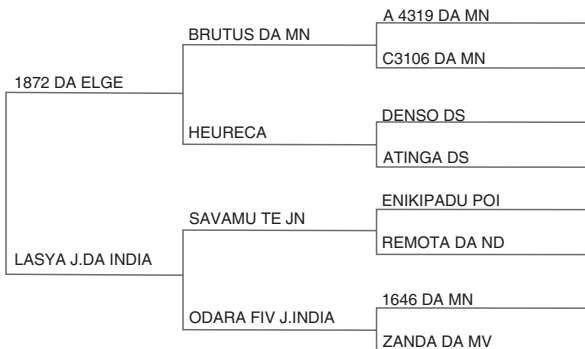 A 4319 DA MN
BRUTUS DA MN
C3106 DA MN
1872 DA ELGE
DENSO DS
HEURECA
ATINGA DS
ENIKIPADU POI
SAVAMU TE JN
REMOTA DA ND
LASYA J.DA INDIA
1646 DA MN
ODARA FIV J.INDIA
ZANDA DA MV